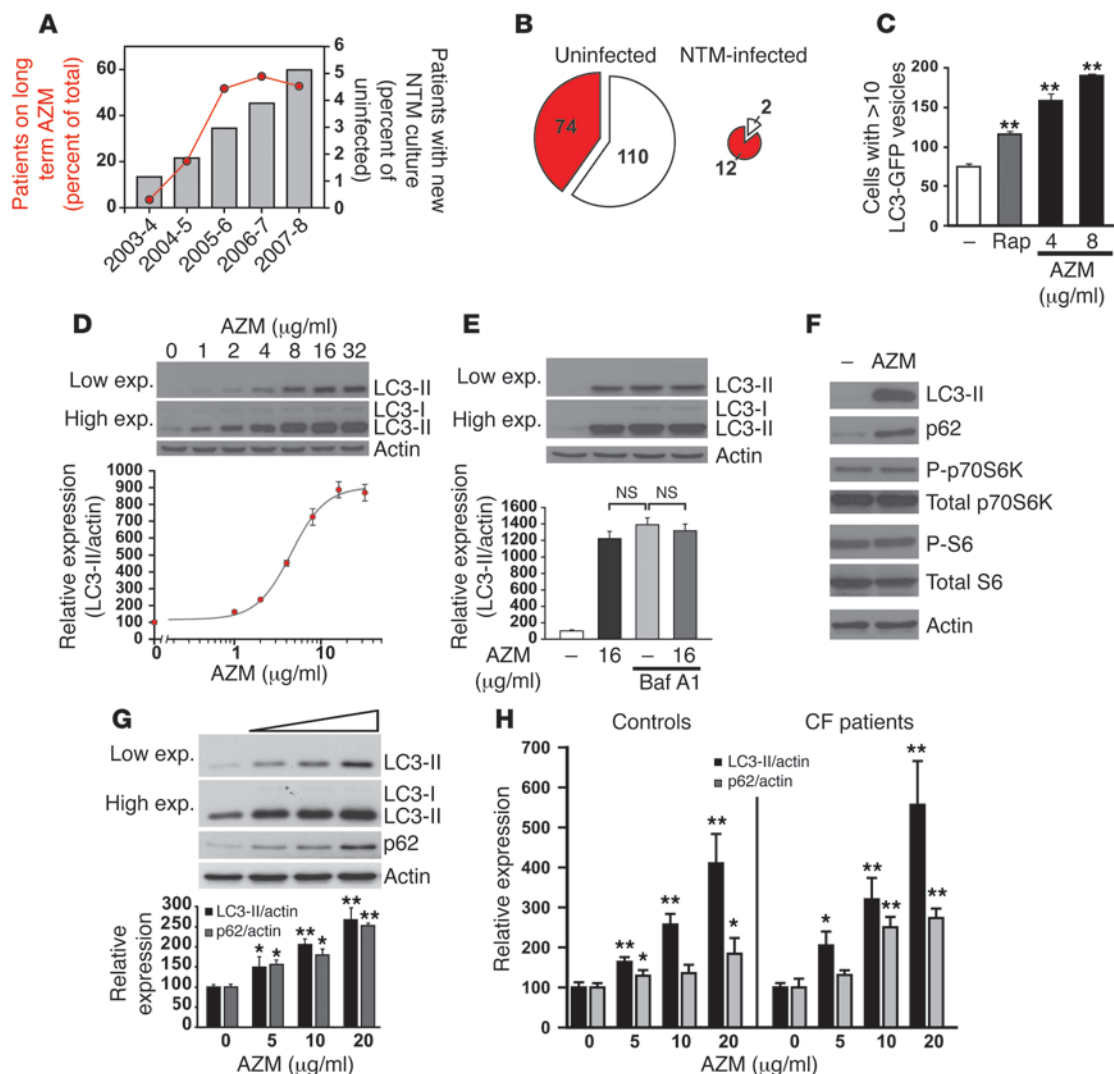 A
Patients on long
term AZM
(percent of total)
60
40
20
0
6
5
4
3
2
1
0
Patients with new
NTM culture
(percent of
uninfected)
2003-4
2004-5
2005-6
2006-7
2007-8
B
Uninfected
NTM-infected
74
110
2
12
C
Cells with >10
LC3-GFP vesicles
200
150
100
50
0
**
**
**
– Rap 4 8
AZM
(μg/ml)
D
AZM (μg/ml)
0 1 2 4 8 16 32
Low exp.
LC3-II
High exp.
LC3-I
LC3-II
Actin
Relative expression
(LC3-II/actin)
1000
900
800
700
600
500
400
300
200
100
0
0 1 10
AZM (μg/ml)
E
Low exp.
LC3-II
High exp.
LC3-I
LC3-II
Actin
Relative expression
(LC3-II/actin)
1600
1400
1200
1000
800
600
400
200
0
NS NS
AZM – 16 – 16
(μg/ml) Baf A1
F
– AZM
LC3-II
p62
P-p70S6K
Total p70S6K
P-S6
Total S6
Actin
G
Low exp.
LC3-II
High exp.
LC3-I
LC3-II
p62
Actin
Relative
expression
300
250
200
150
100
50
0
LC3-II/actin
p62/actin
* *
** *
** **
0 5 10 20
AZM (μg/ml)
H
Controls CF patients
Relative expression
700
600
500
400
300
200
100
0
LC3-II/actin
p62/actin
** *
**
** *
*
** **
** **
0 5 10 20 0 5 10 20
AZM (μg/ml)